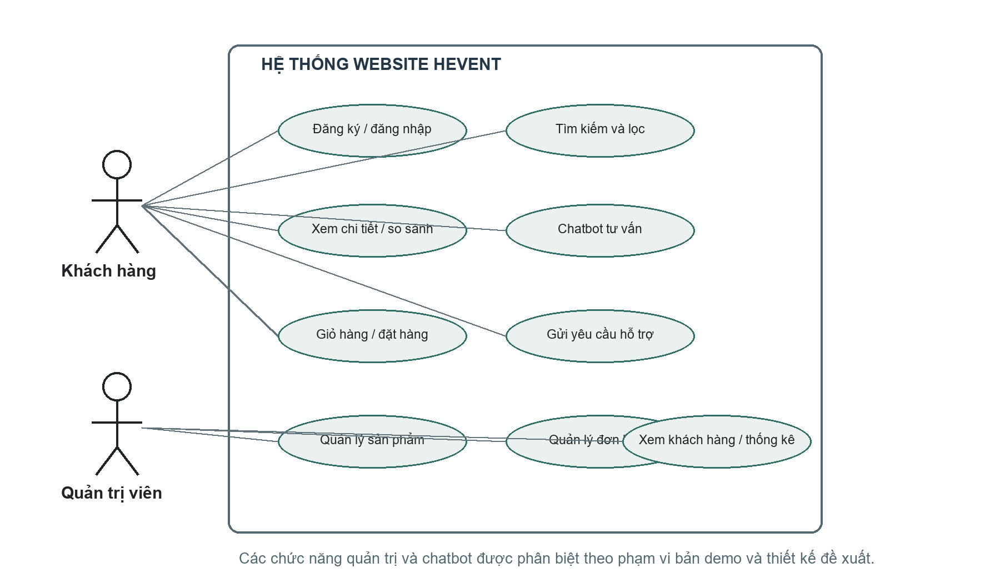 HỆ THỐNG WEBSITE HEVENT
Đăng ký / đăng nhập
Tìm kiếm và lọc
Xem chi tiết / so sánh
Chatbot tư vấn
Khách hàng
Giỏ hàng / đặt hàng
Gửi yêu cầu hỗ trợ
Quản lý sản phẩm
Quản lý đơn
Xem khách hàng / thống kê
Quản trị viên
Các chức năng quản trị và chatbot được phân biệt theo phạm vi bản demo và thiết kế đề xuất.